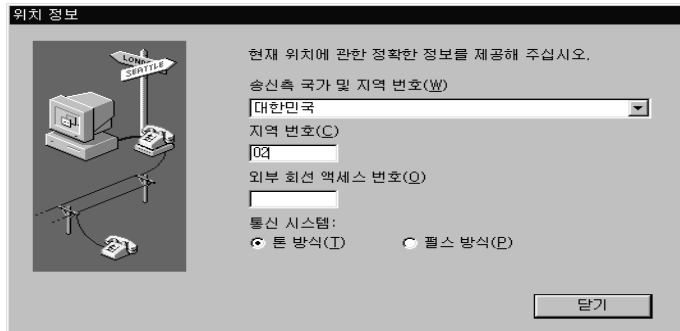 위치 정보
LOND
SEATTLE
현재 위치에 관한 정확한 정보를 제공해 주십시오.
송신측 국가 및 지역 번호(W)
대한민국
지역 번호(C)
02
외부 회선 액세스 번호(O)
통신 시스템:
톤 방식(T) 펄스 방식(P)
닫기